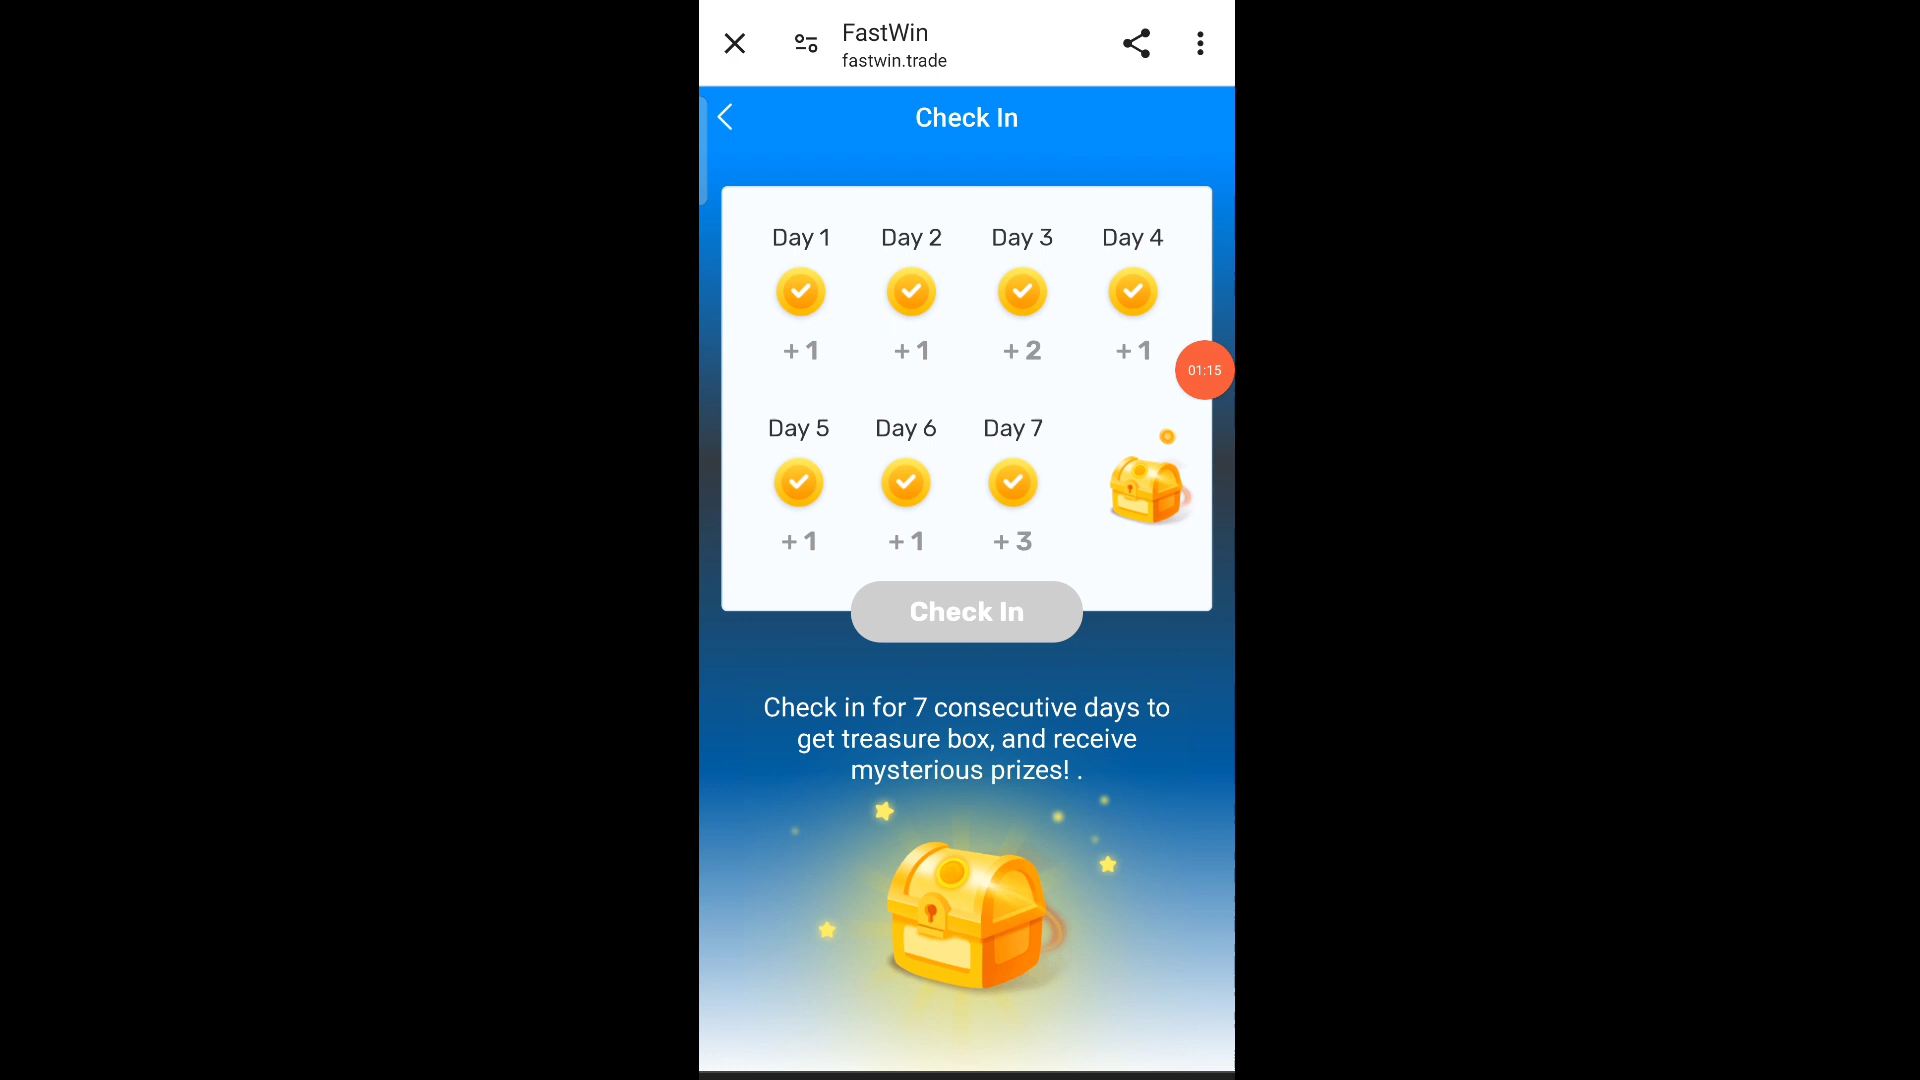 FastWin
fastwin.trade
Check In
Day 1 Day 2 Day 3 Day 4
+ 1 + 1 + 2 + 1
01:15
Day 5 Day 6 Day 7
+ 1 + 1 + 3
Check In
Check in for 7 consecutive days to
get treasure box, and receive
mysterious prizes! .